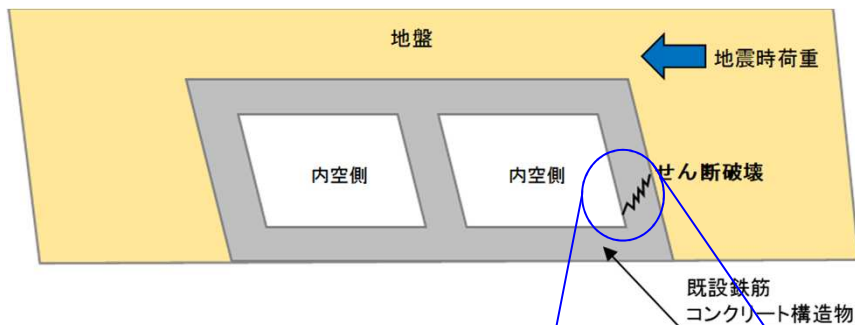 地盤
地震時荷重
内空側
内空側
せん断破壊
既設鉄筋
コンクリート構造物